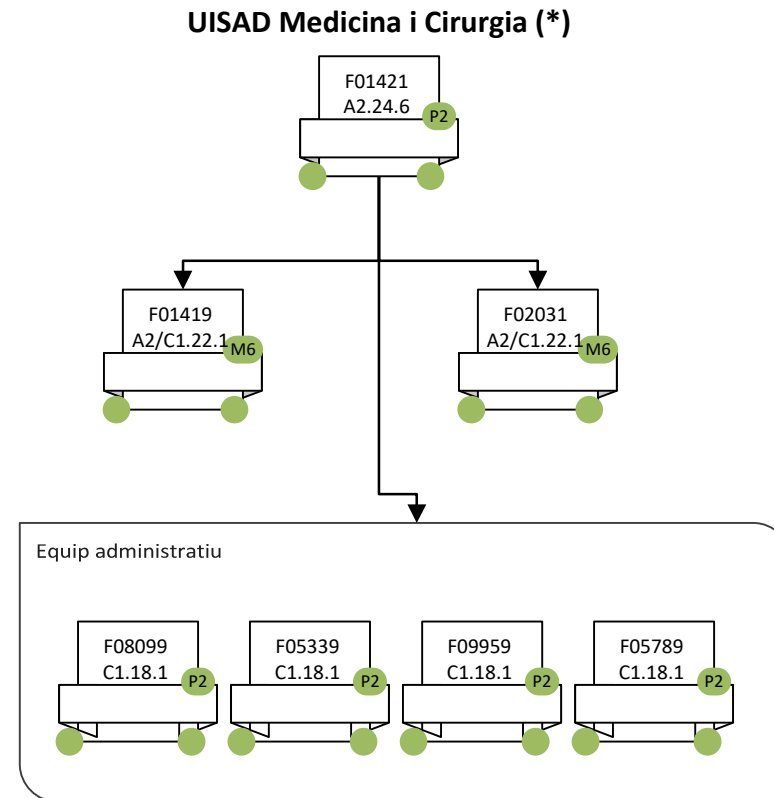 UISAD Medicina i Cirurgia (*)
F01421
A2.24.6
P2
F01419
A2/C1.22.1
M6
F02031
A2/C1.22.1
M6
Equip administratiu
F08099
C1.18.1
P2
F05339
C1.18.1
P2
F09959
C1.18.1
P2
F05789
C1.18.1
P2